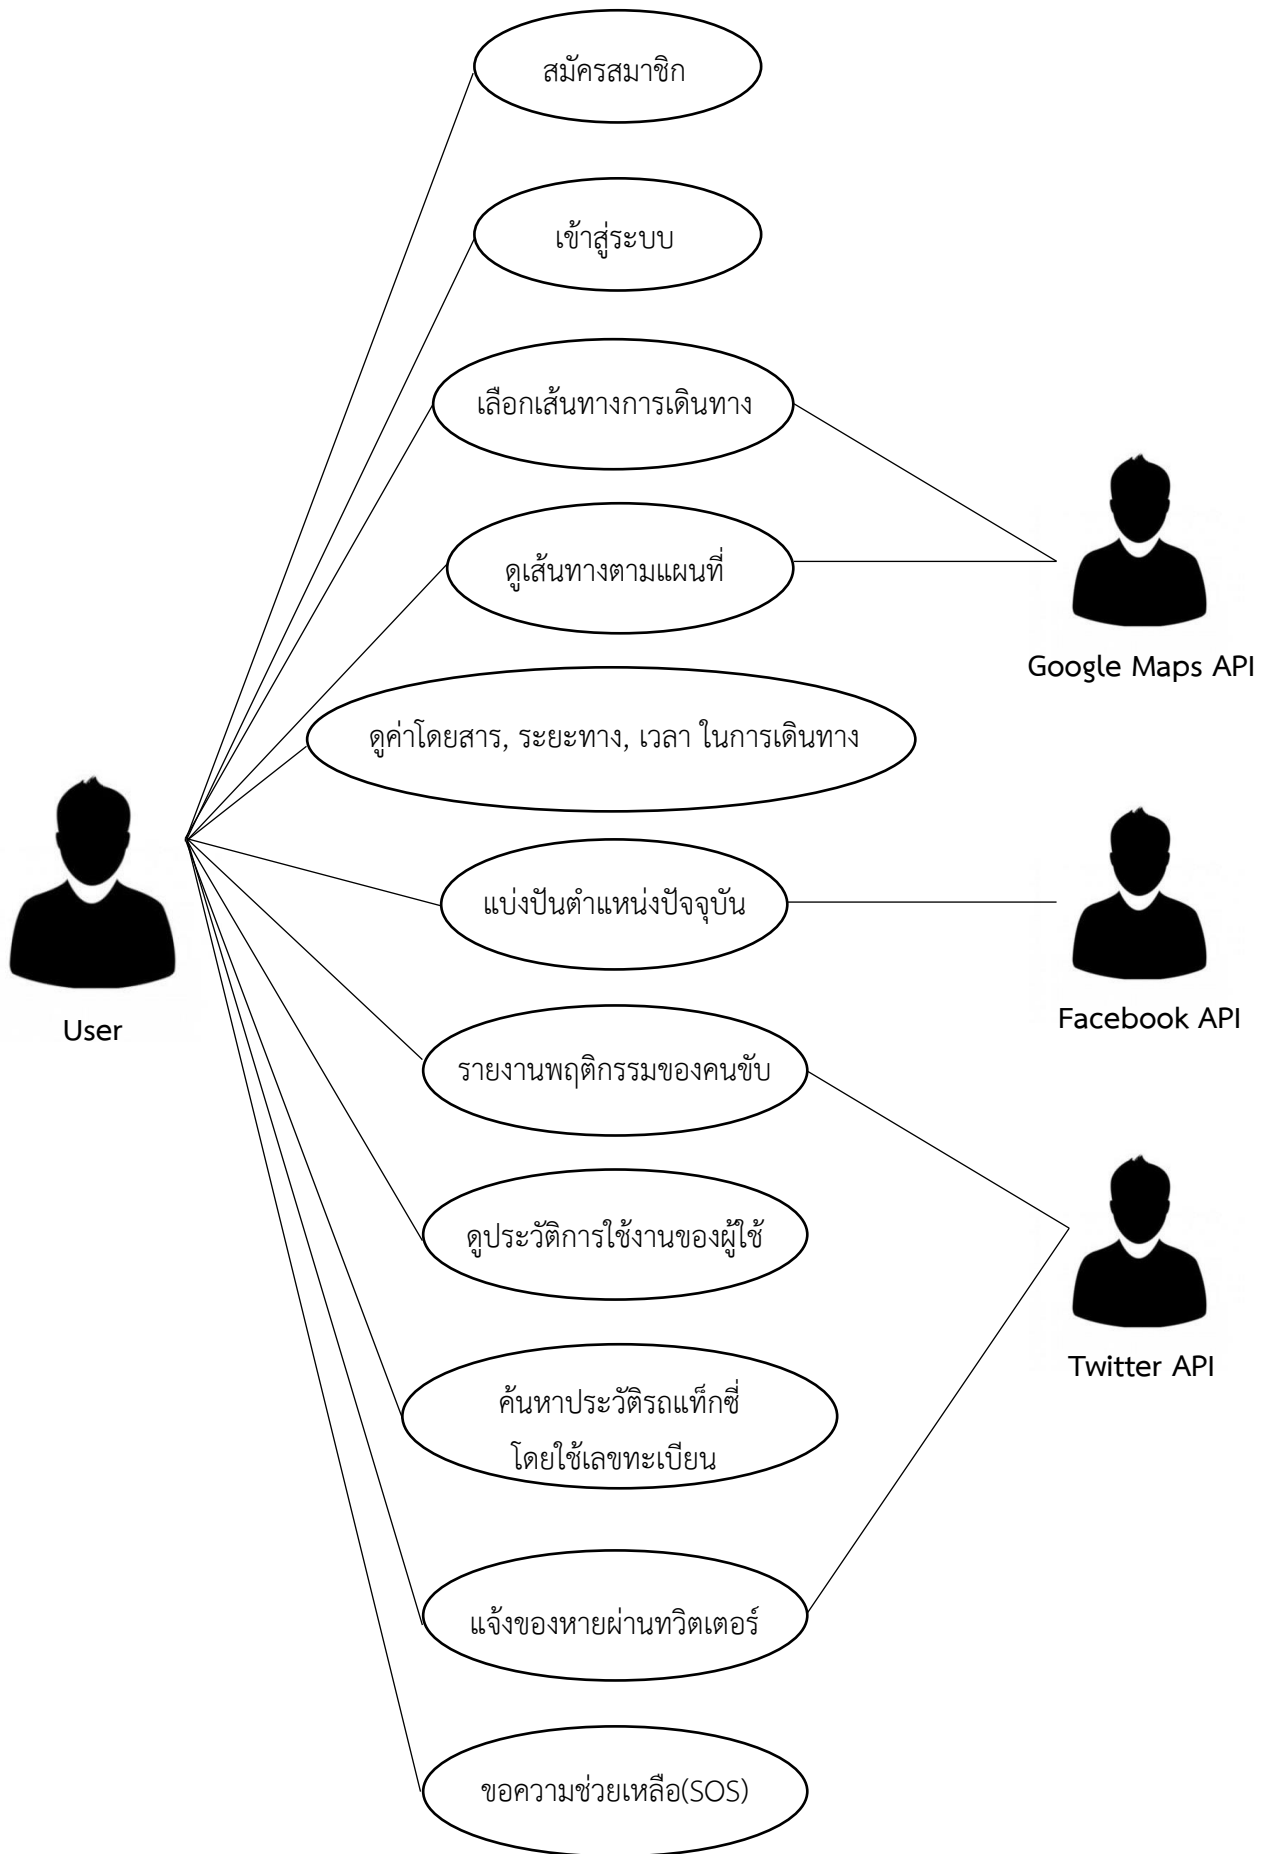 สมัครสมาชิก
เข้าสู่ระบบ
เลือกเส้นทางการเดินทาง
ดูเส้นทางตามแผนที่
Google Maps API
ดูค่าโดยสาร, ระยะทาง, เวลา ในการเดินทาง
แบ่งปันตำแหน่งปัจจุบัน
Facebook API
User
รายงานพฤติกรรมของคนขับ
ดูประวัติการใช้งานของผู้ใช้
Twitter API
ค้นหาประวัติรถแท็กซี่
โดยใช้เลขทะเบียน
แจ้งของหายผ่านทวิตเตอร์
ขอความช่วยเหลือ(SOS)